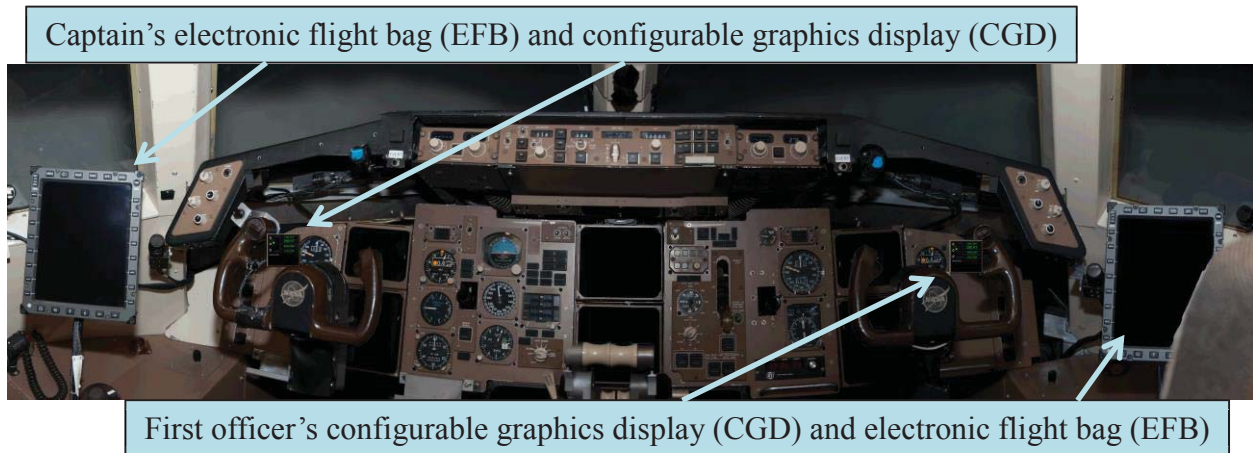 Captain’s electronic flight bag (EFB) and configurable graphics display (CGD)
First officer’s configurable graphics display (CGD) and electronic flight bag (EFB)